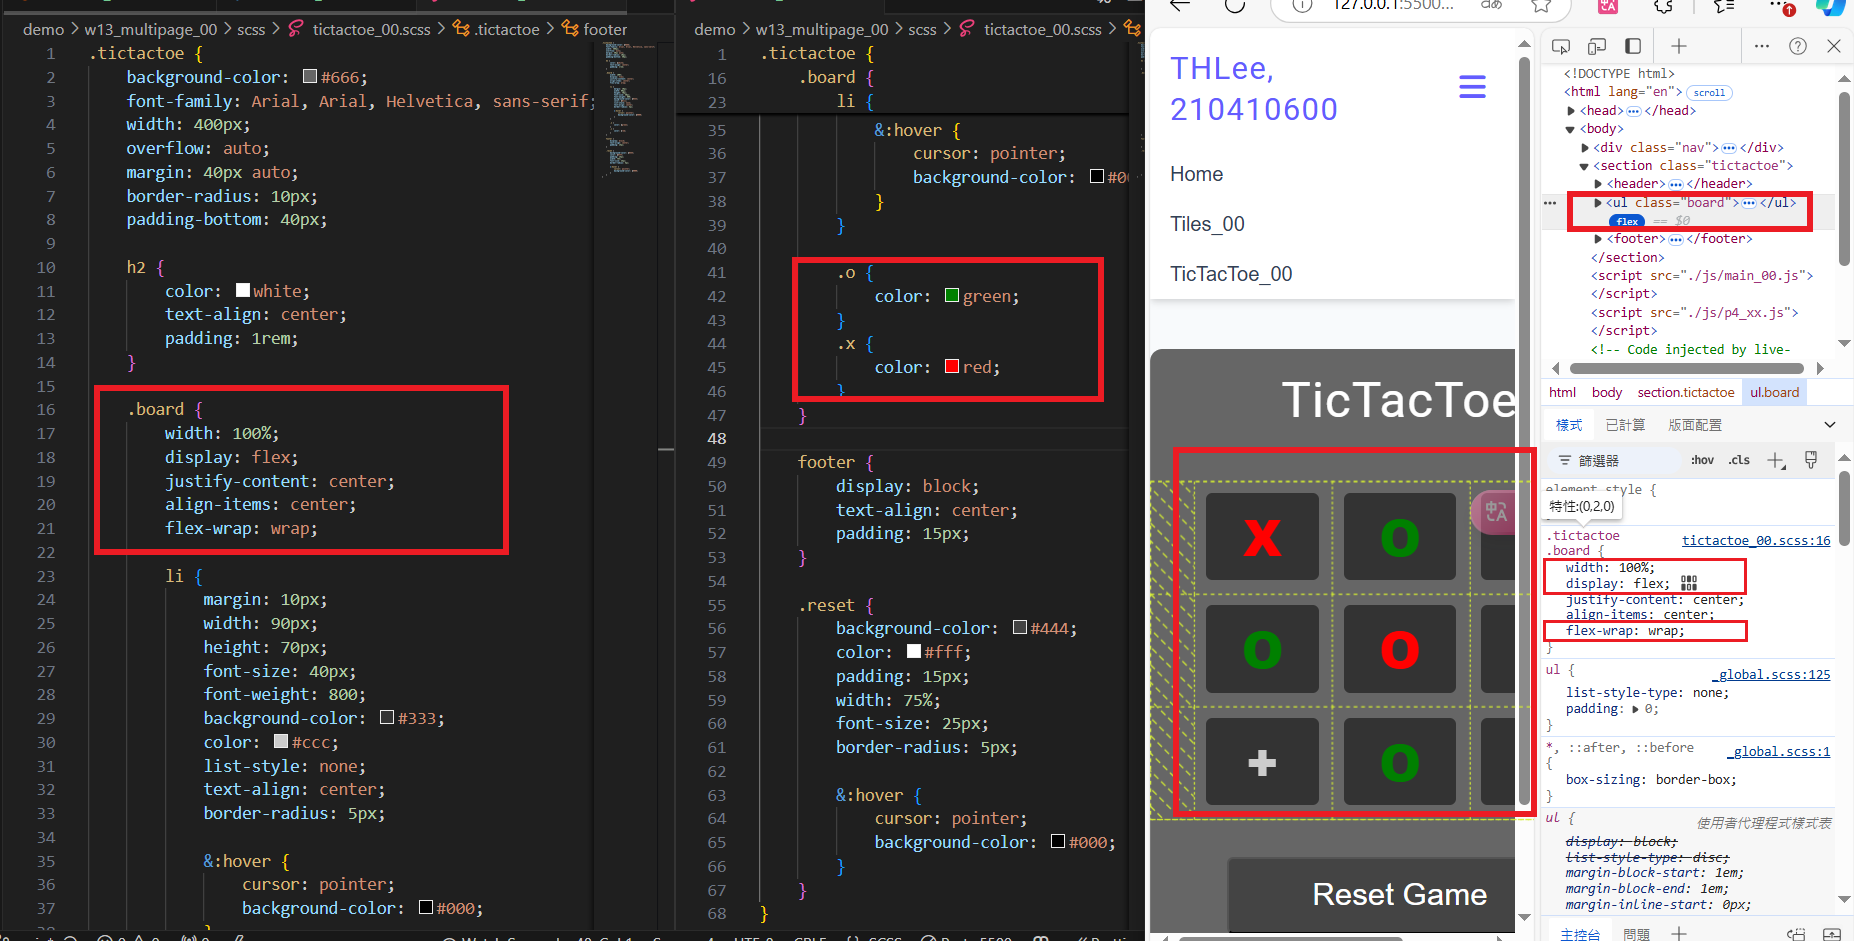 demo > w13_multipage_00 > scss > tictactoe_00.scss > .tictactoe > footer
1 .tictactoe {
2 background-color: #666;
3 font-family: Arial, Arial, Helvetica, sans-serif;
4 width: 400px;
5 overflow: auto;
6 margin: 40px auto;
7 border-radius: 10px;
8 padding-bottom: 40px;
9
10 h2 {
11 color: white;
12 text-align: center;
13 padding: 1rem;
14 }
15
16 .board {
17 width: 100%;
18 display: flex;
19 justify-content: center;
20 align-items: center;
21 flex-wrap: wrap;
22
23 li {
24 margin: 10px;
25 width: 90px;
26 height: 70px;
27 font-size: 40px;
28 font-weight: 800;
29 background-color: #333;
30 color: #ccc;
31 list-style: none;
32 text-align: center;
33 border-radius: 5px;
34
35 &:hover {
36 cursor: pointer;
37 background-color: #000;
demo > w13_multipage_00 > scss > tictactoe_00.scss >
1 .tictactoe {
16 .board {
23 li {
35 &:hover {
36 cursor: pointer;
37 background-color: #00
38 }
39 }
40
41 .o {
42 color: green;
43 }
44 .x {
45 color: red;
46 }
47 }
48
49 footer {
50 display: block;
51 text-align: center;
52 padding: 15px;
53 }
54
55 .reset {
56 background-color: #444;
57 color: #fff;
58 padding: 15px;
59 width: 75%;
60 font-size: 25px;
61 border-radius: 5px;
62
63 &:hover {
64 cursor: pointer;
65 background-color: #000;
66 }
67 }
68 }
127.0.0.1:5500...
THLee,
210410600
Home
Tiles_00
TicTacToe_00
TicTacToe
X O
O O
+ O
Reset Game
<!DOCTYPE html>
<html lang="en"> scroll
<head> </head>
<body>
<div class="nav"> </div>
<section class="tictactoe">
<header> </header>
<ul class="board"> </ul>
flex == $0
<footer> </footer>
</section>
<script src="./js/main_00.js">
</script>
<script src="./js/p4_xx.js">
</script>
<!-- Code injected by live-
html body section.tictactoe ul.board
樣式 已計算 版面配置
篩選器 :hov .cls
element.style {
特性:(0,2,0)
.tictactoe tictactoe_00.scss:16
.board {
width: 100%;
display: flex;
justify-content: center;
align-items: center;
flex-wrap: wrap;
}
ul { _global.scss:125
list-style-type: none;
padding: 0;
}
*, ::after, ::before _global.scss:1
{
box-sizing: border-box;
}
ul { 使用者代理程式樣式表
display: block;
list-style-type: disc;
margin-block-start: 1em;
margin-block-end: 1em;
margin-inline-start: 0px;
主控台 問題